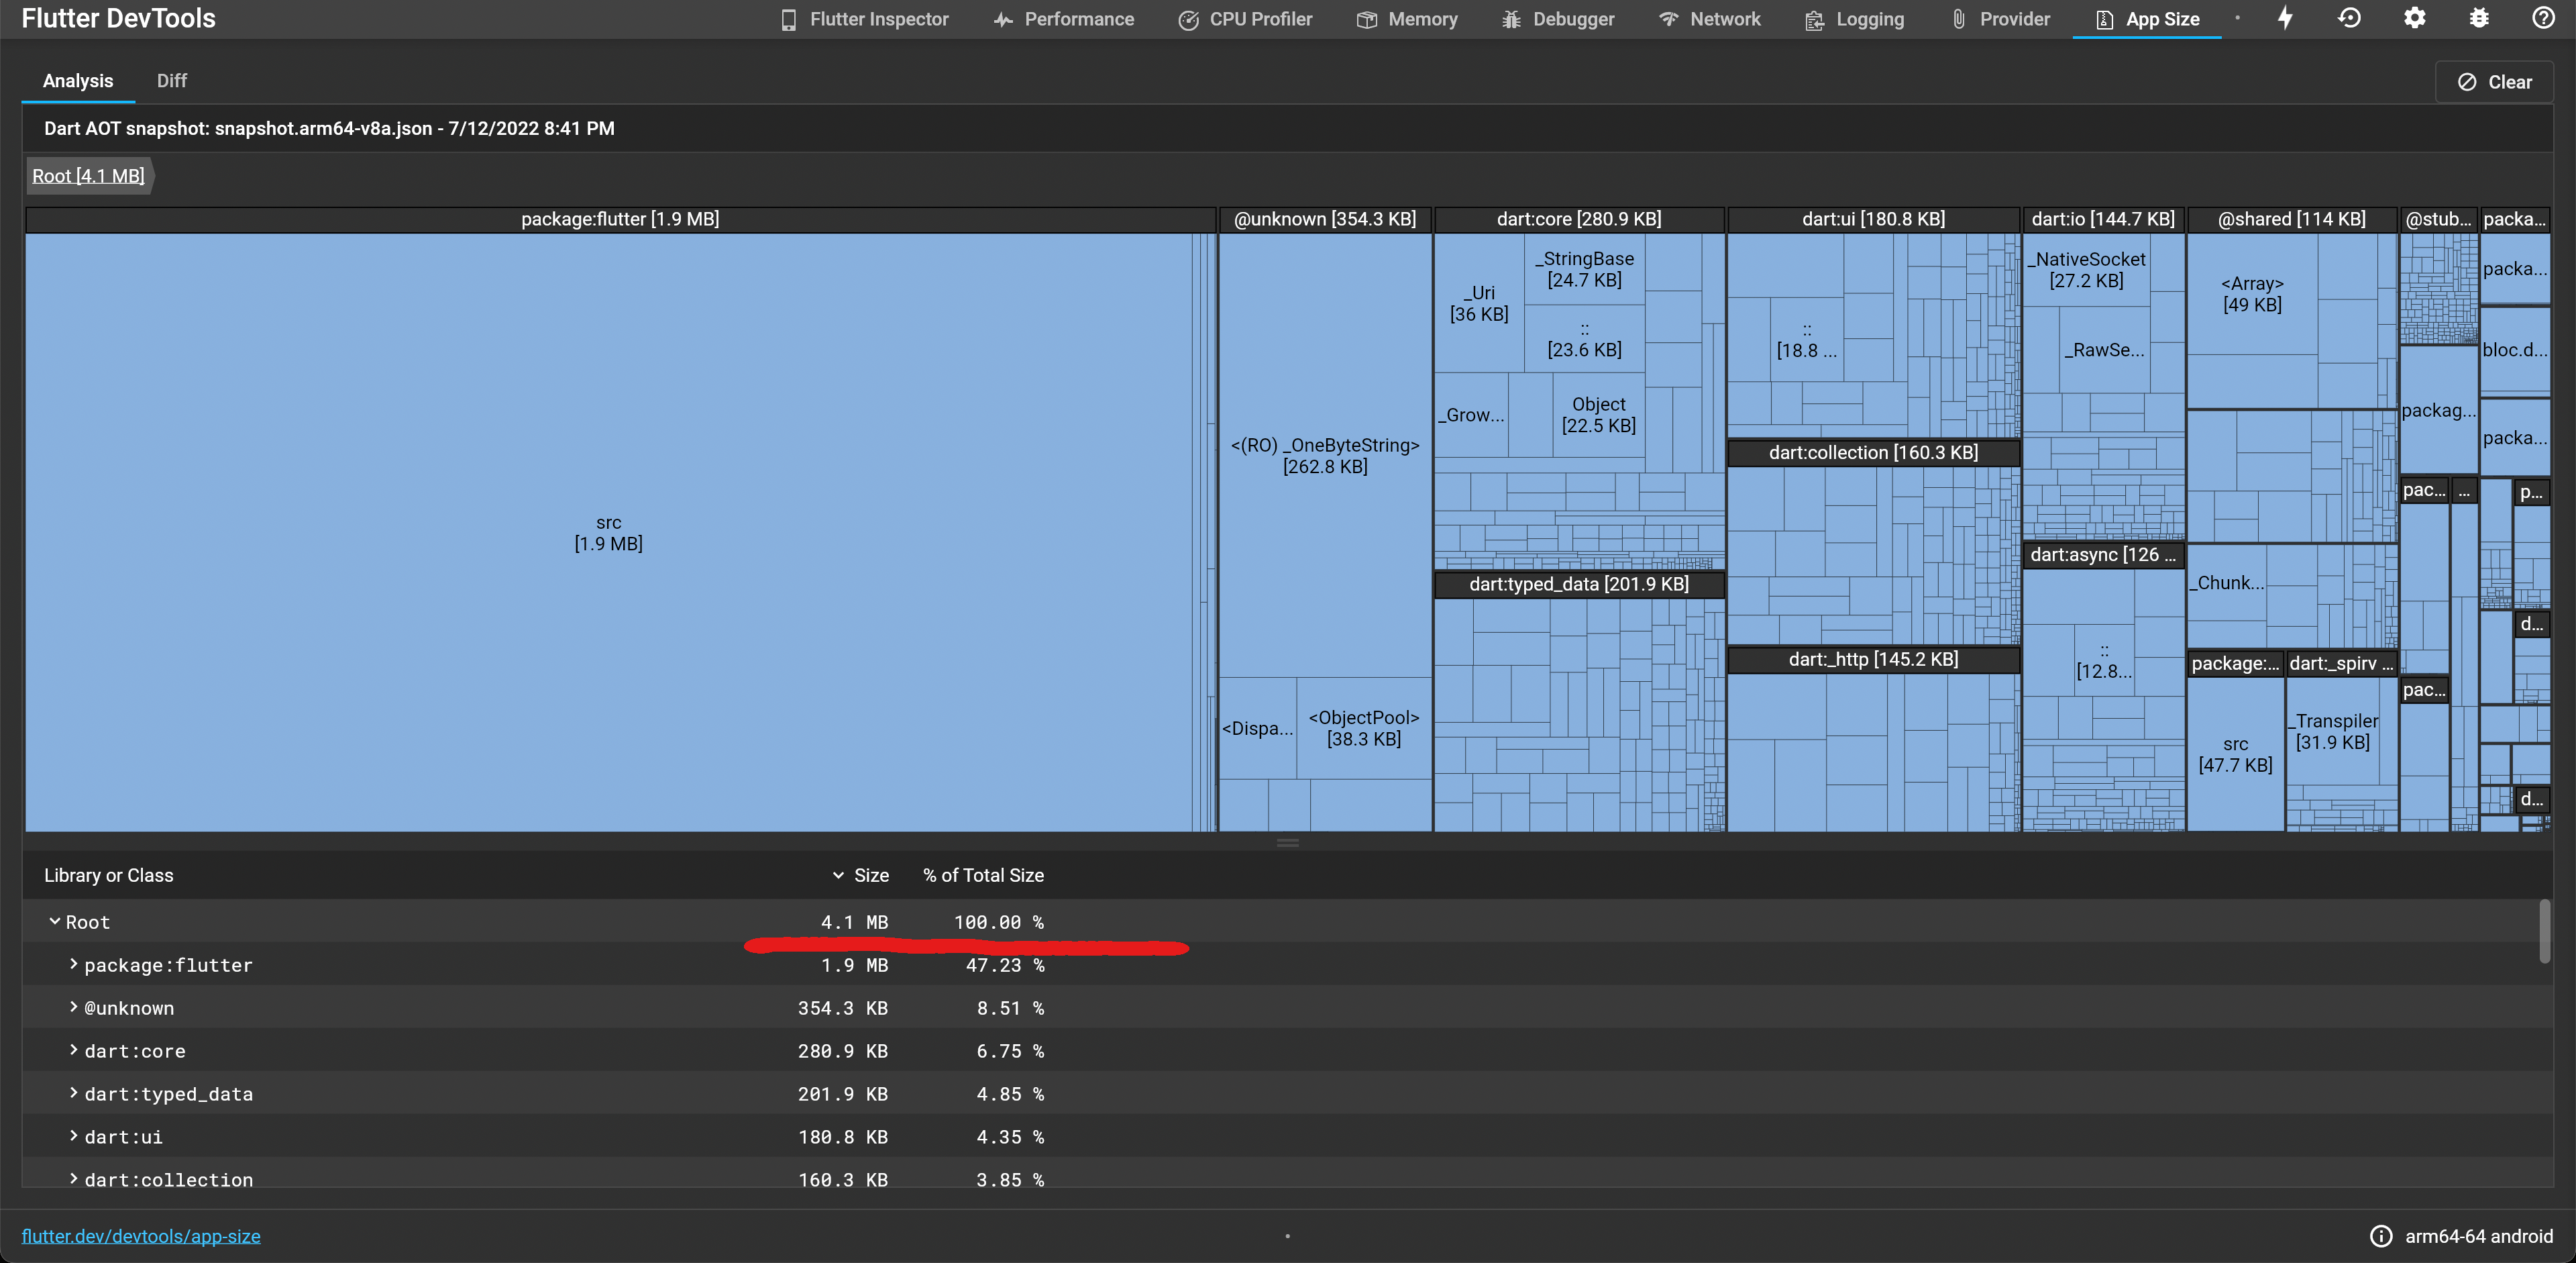 Flutter DevTools
Flutter Inspector
Performance
CPU Profiler
Memory
Debugger
Network
Logging
Provider
App Size
Analysis
Diff
Clear
Dart AOT snapshot: snapshot.arm64-v8a.json - 7/12/2022 8:41 PM
Root [4.1 MB]
package:flutter [1.9 MB]
@unknown [354.3 KB]
dart:core [280.9 KB]
dart:ui [180.8 KB]
dart:io [144.7 KB]
@shared [114 KB]
@stub...
packa...
src
[1.9 MB]
<(RO) _OneByteString>
[262.8 KB]
<Dispa...
<ObjectPool>
[38.3 KB]
_Uri
[36 KB]
_StringBase
[24.7 KB]
::
[23.6 KB]
_Grow...
Object
[22.5 KB]
dart:typed_data [201.9 KB]
::
[18.8 ...
dart:collection [160.3 KB]
dart:_http [145.2 KB]
_NativeSocket
[27.2 KB]
_RawSe...
dart:async [126 ...
::
[12.8...
<Array>
[49 KB]
_Chunk...
package:...
src
[47.7 KB]
dart:_spirv ...
_Transpiler
[31.9 KB]
packag...
pac...
...
pac...
packa...
bloc.d...
packa...
p...
d...
d...
Library or Class
Size
% of Total Size
Root 4.1 MB 100.00 %
package:flutter 1.9 MB 47.23 %
@unknown 354.3 KB 8.51 %
dart:core 280.9 KB 6.75 %
dart:typed_data 201.9 KB 4.85 %
dart:ui 180.8 KB 4.35 %
dart:collection 160.3 KB 3.85 %
flutter.dev/devtools/app-size
arm64-64 android